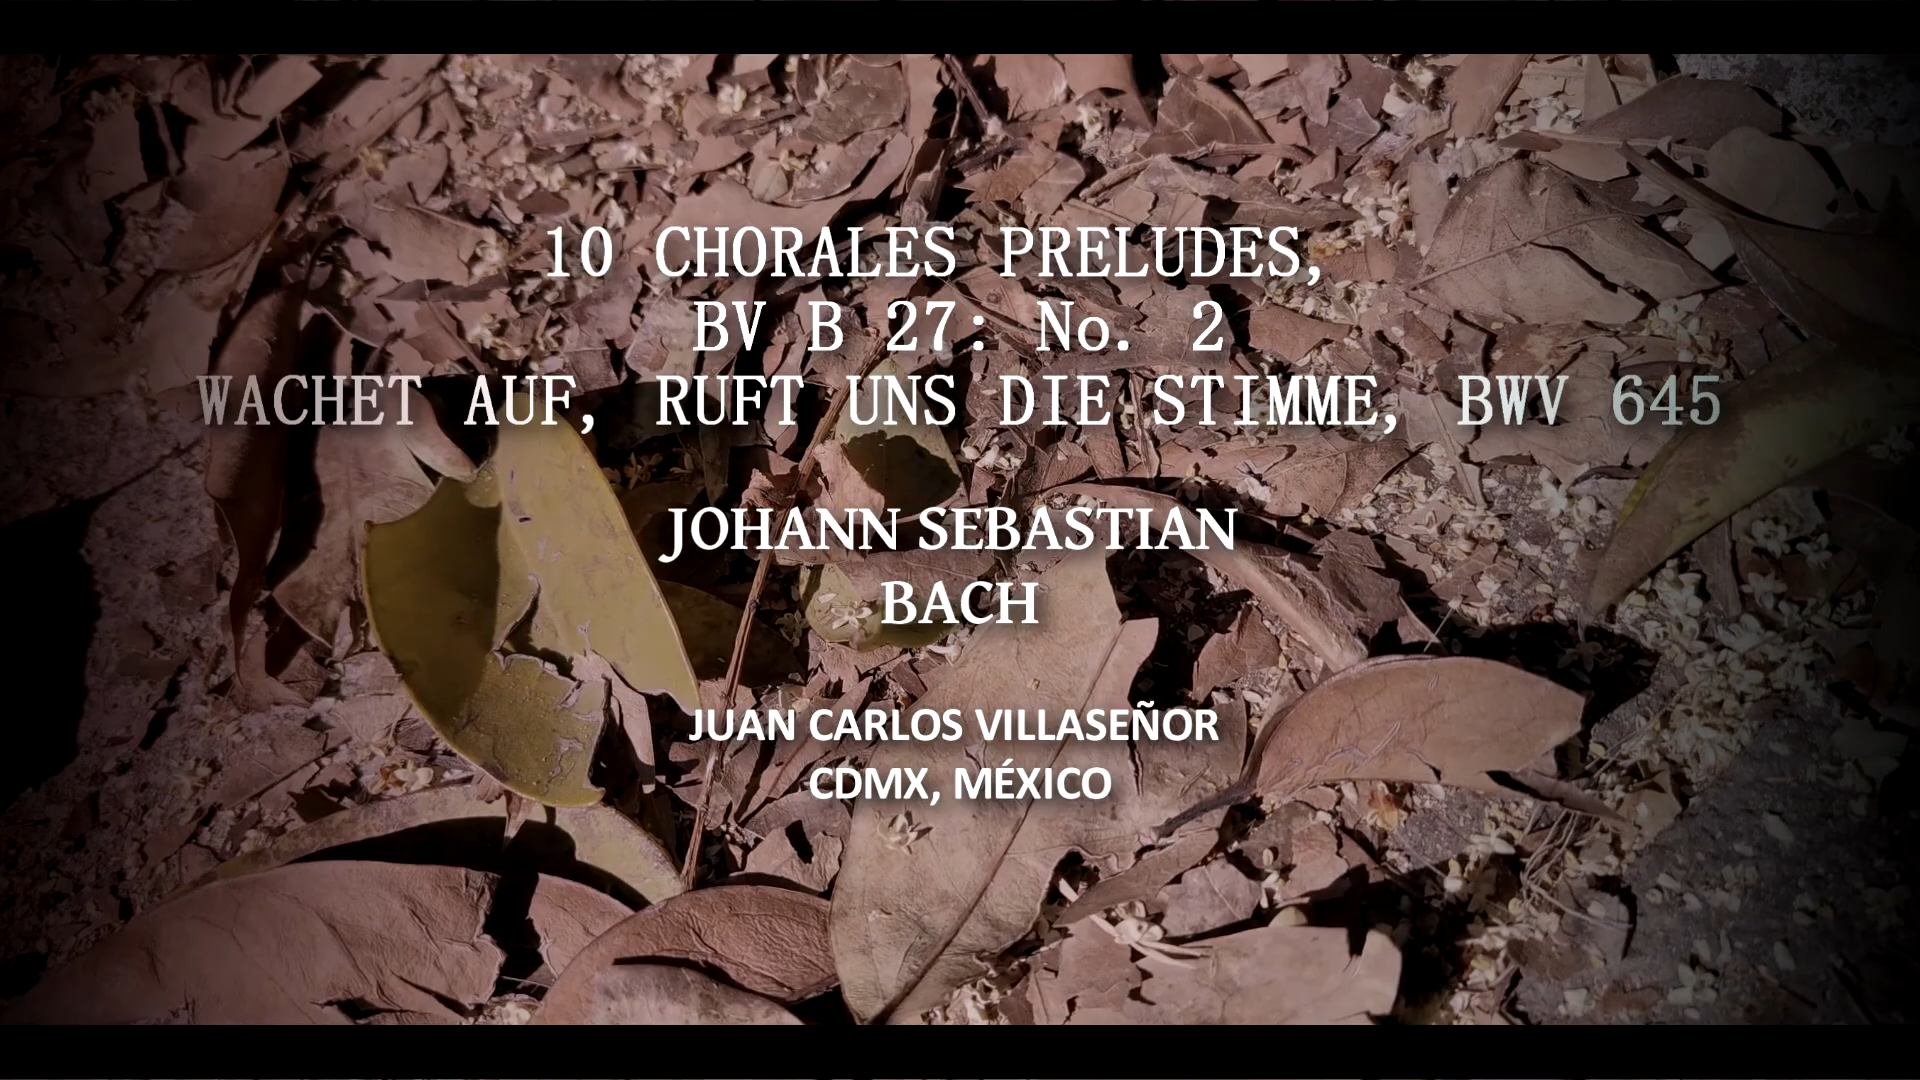 10 CHORALES PRELUDES,
BV B 27: No. 2
WACHET AUF, RUFT UNS DIE STIMME, BWV 645
JOHANN SEBASTIAN
BACH
JUAN CARLOS VILLASEÑOR
CDMX, MÉXICO